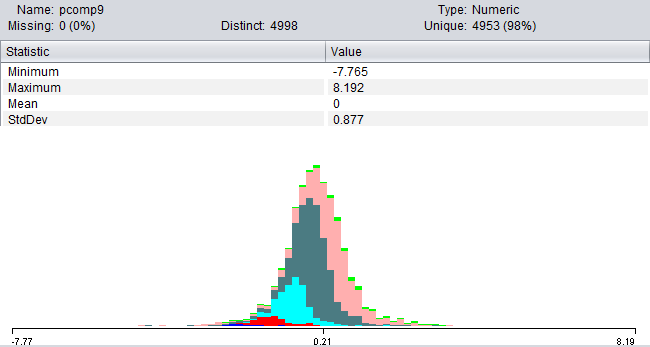 Name: pcomp9 Type: Numeric
Missing: 0 (0%) Distinct: 4998 Unique: 4953 (98%)
Statistic Value
Minimum -7.765
Maximum 8.192
Mean 0
StdDev 0.877
-7.77 0.21 8.19